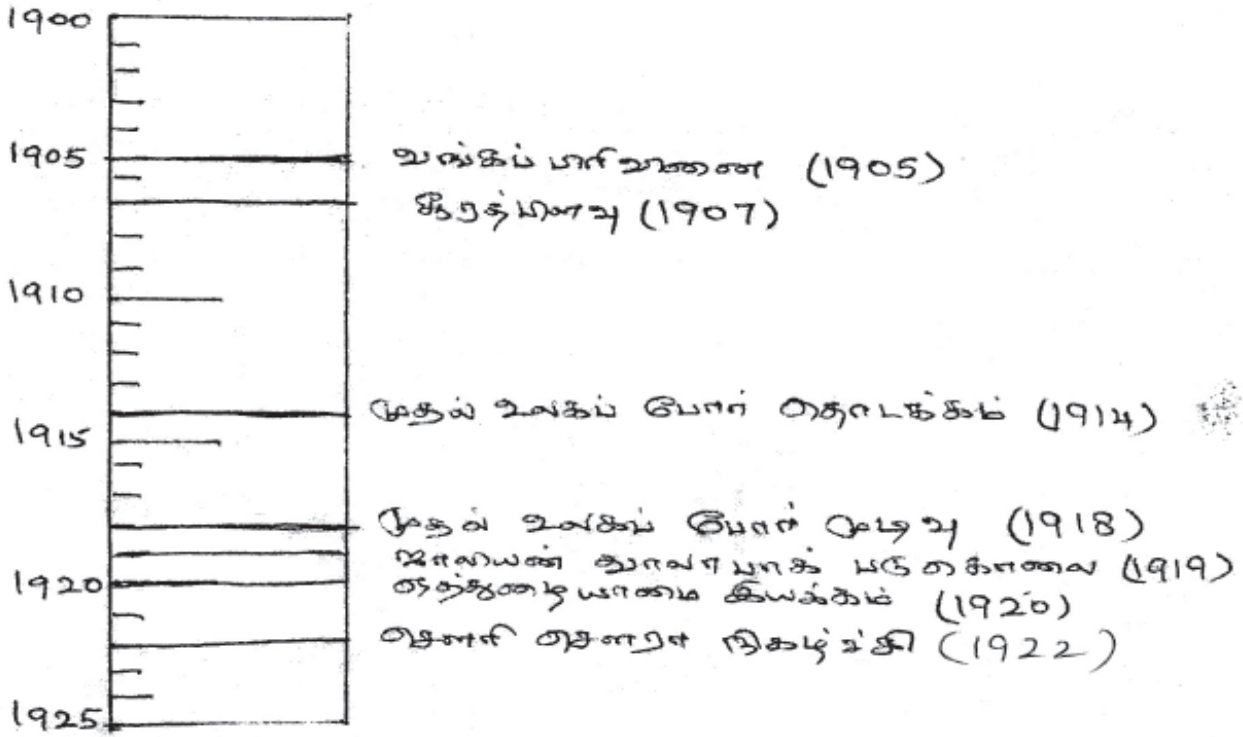 1900
1905
வங்கப் பிரிவினை (1905)
சூரத்பிளவு (1907)
1910
முதல் உலகப் போர் தொடக்கம் (1914)
1915
முதல் உலகப் போர் முடிவு (1918)
ஜாலியன் வாலாபாக் படுகொலை (1919)
1920
ஒத்துழையாமை இயக்கம் (1920)
சௌரி சௌரா நிகழ்ச்சி (1922)
1925